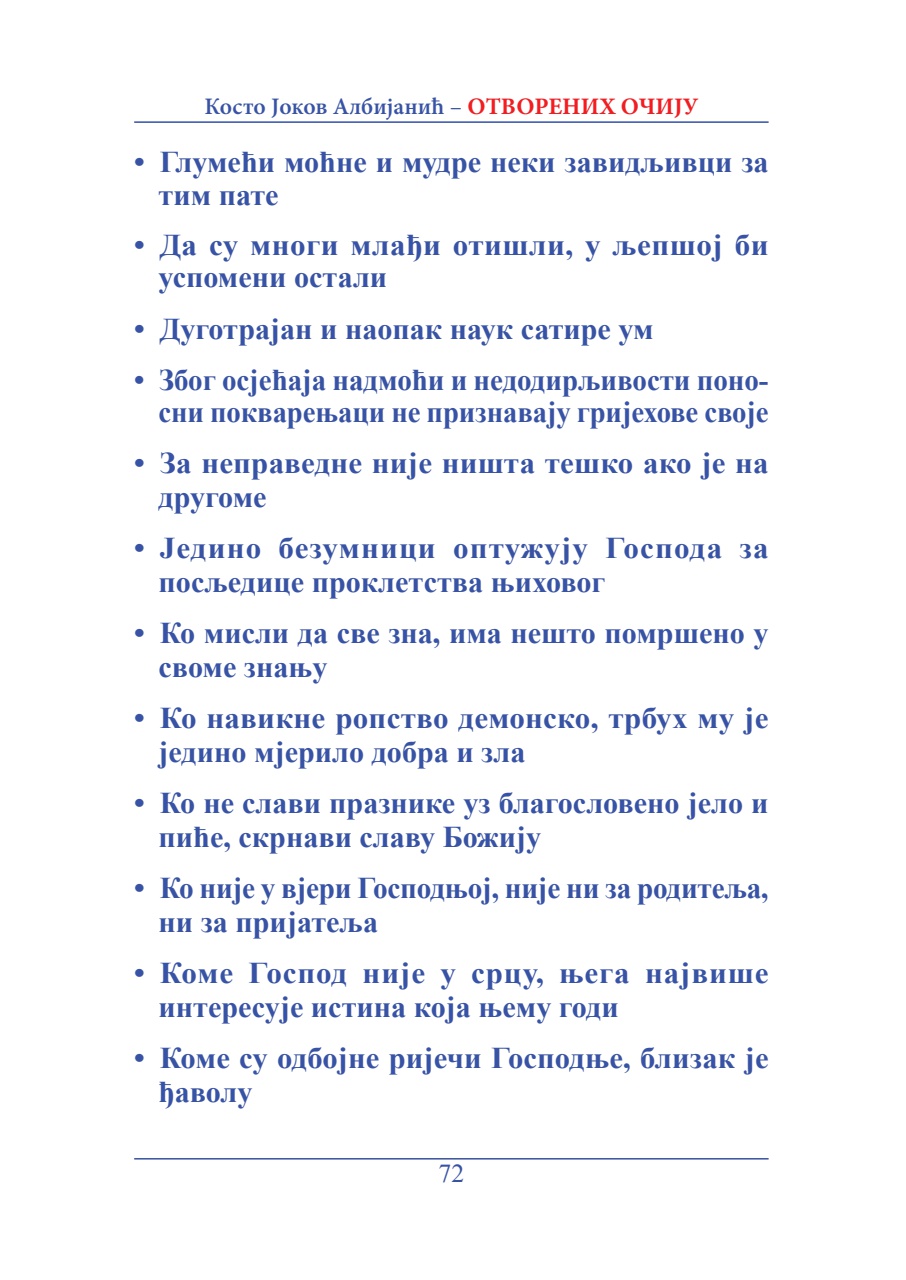 Косто Јоков Албијанић – ОТВОРЕНИХ ОЧИЈУ
• Глумећи моћне и мудре неки завидљивци за
тим пате
• Да су многи млађи отишли, у љепшој би
успомени остали
• Дуготрајан и наопак наук сатире ум
• Због осјећаја надмоћи и недодирљивости поно-
сни покварењаци не признавају гријехове своје
• За неправедне није ништа тешко ако је на
другоме
• Једино безумници оптужују Господа за
посљедице проклетства њиховог
• Ко мисли да све зна, има нешто помршено у
своме знању
• Ко навикне ропство демонско, трбух му је
једино мјерило добра и зла
• Ко не слави празнике уз благословено јело и
пиће, скрнави славу Божију
• Ко није у вјери Господњој, није ни за родитеља,
ни за пријатеља
• Коме Господ није у срцу, њега највише
интересује истина која њему годи
• Коме су одбојне ријечи Господње, близак је
ђаволу
72